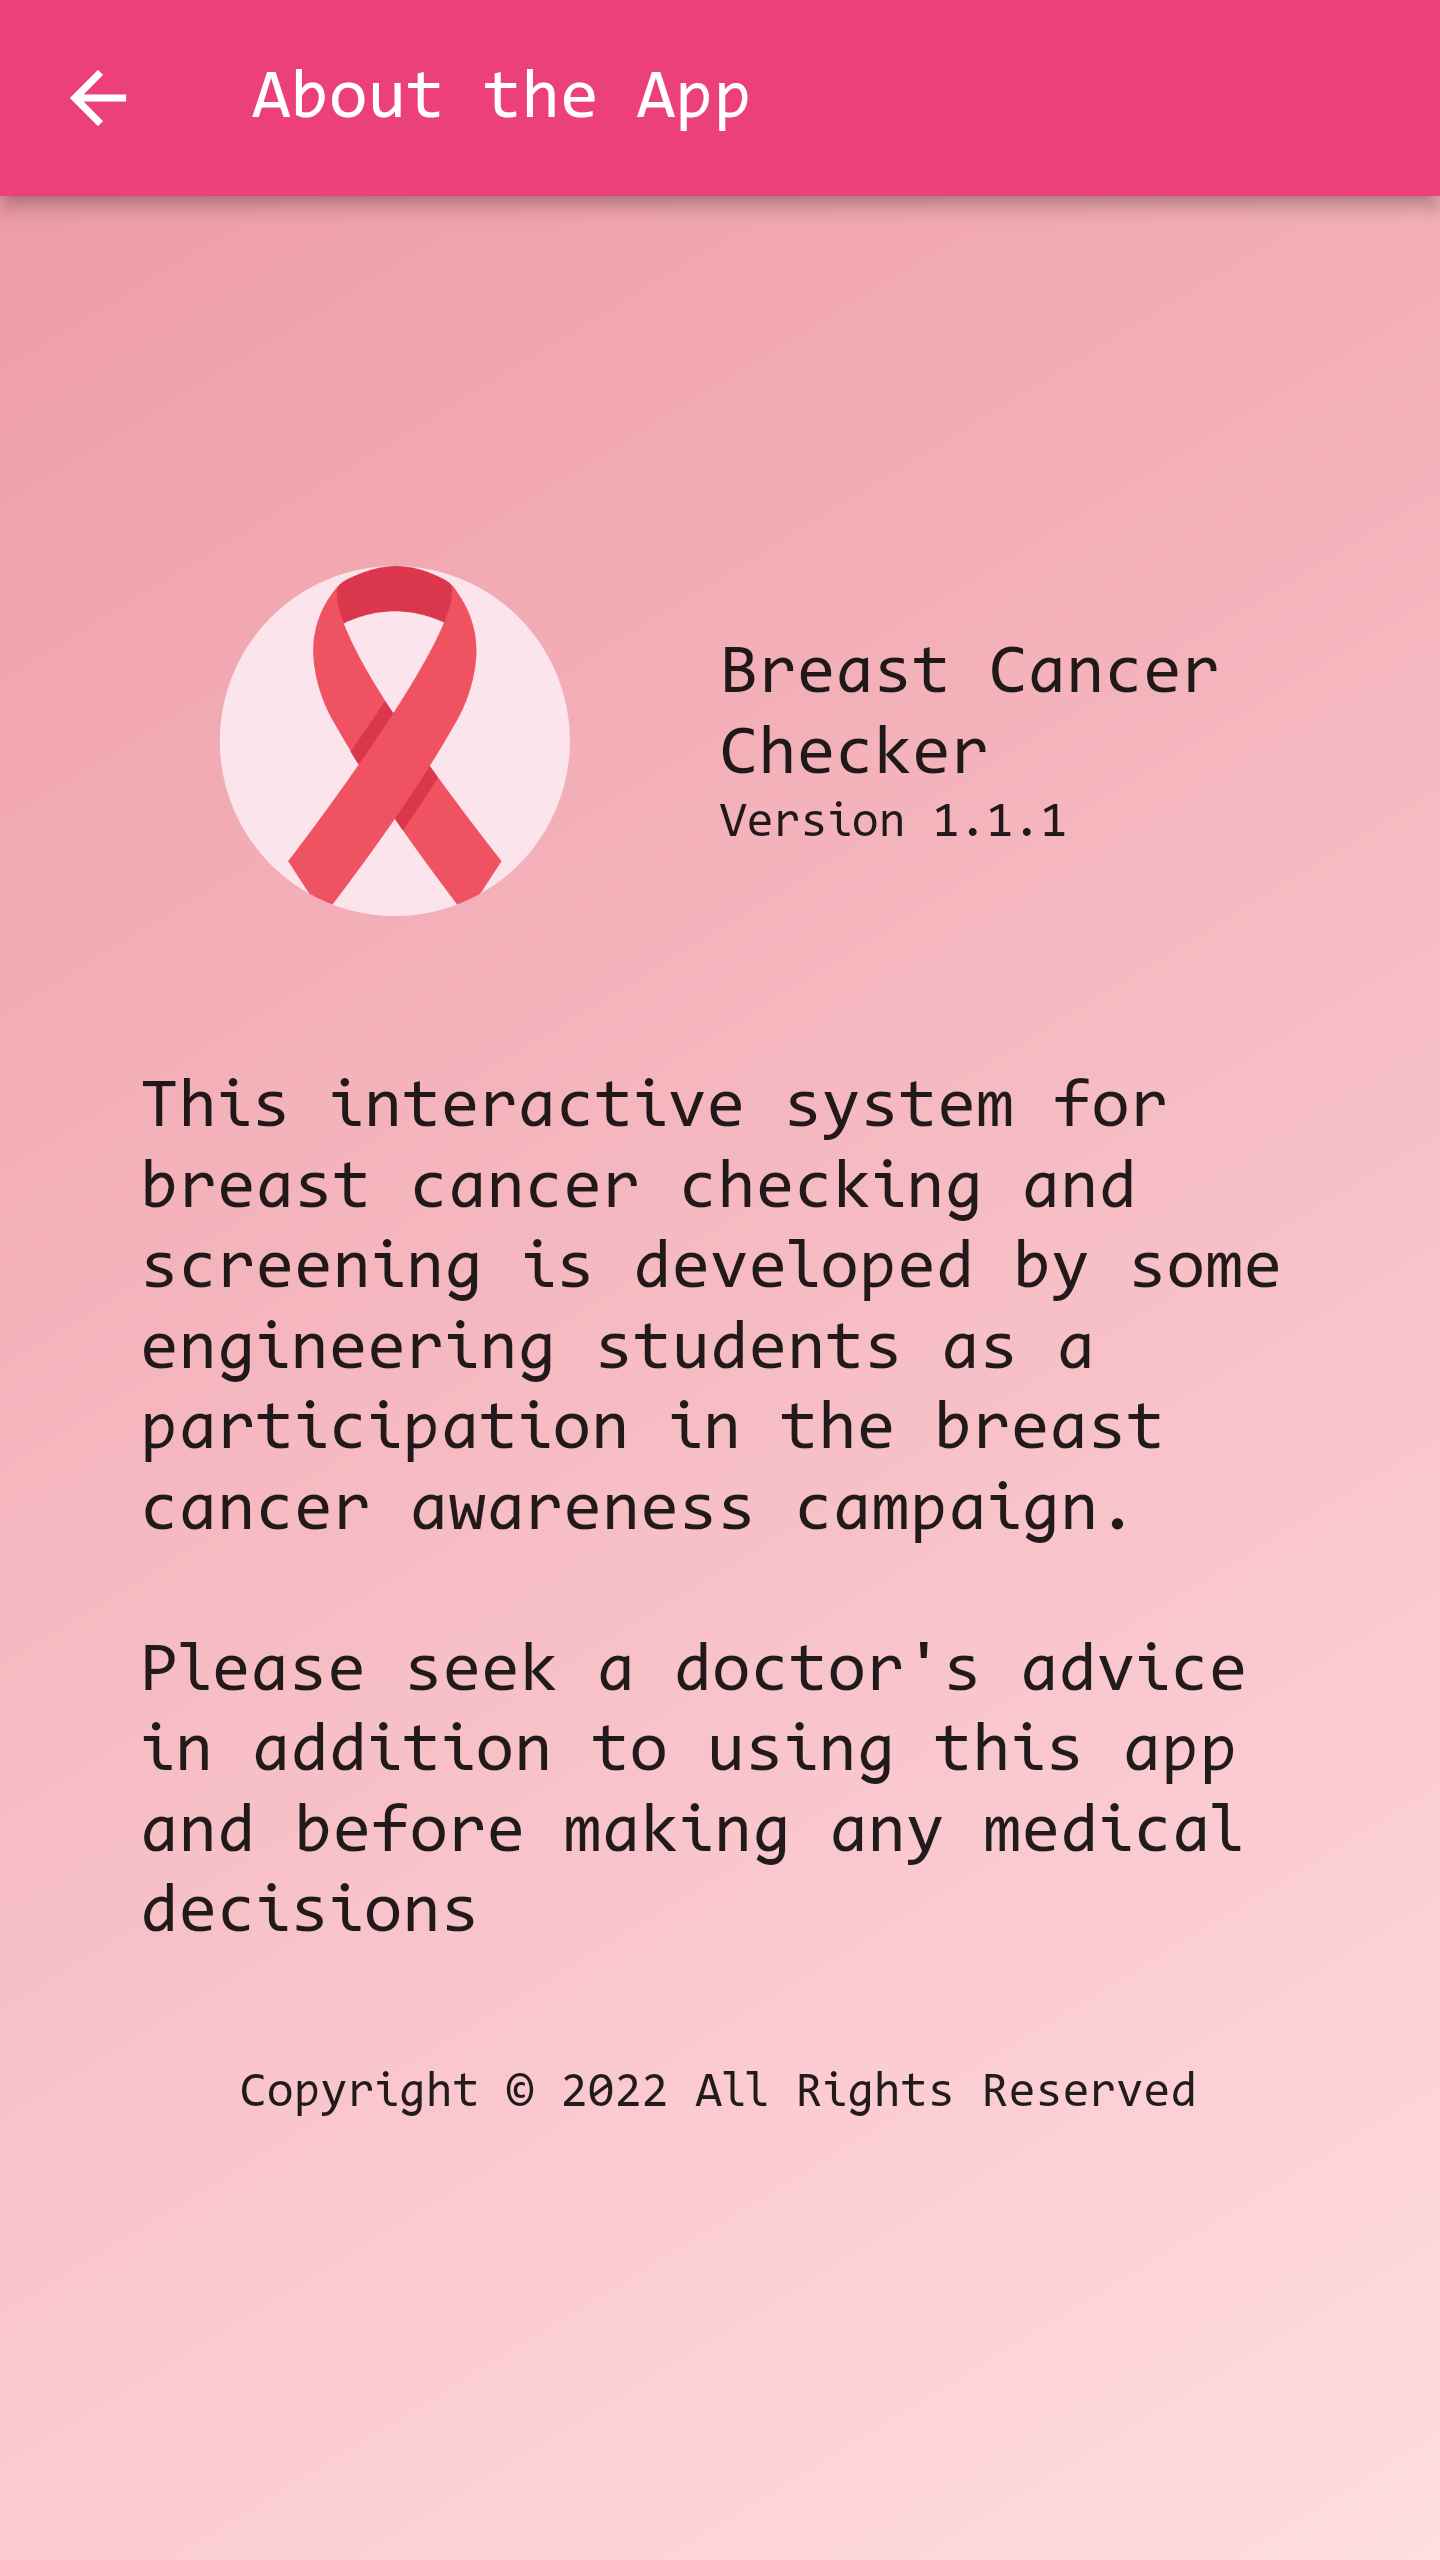 About the App
Breast Cancer
Checker
Version 1.1.1
This interactive system for
breast cancer checking and
screening is developed by some
engineering students as a
participation in the breast
cancer awareness campaign.
Please seek a doctor's advice
in addition to using this app
and before making any medical
decisions
Copyright © 2022 All Rights Reserved